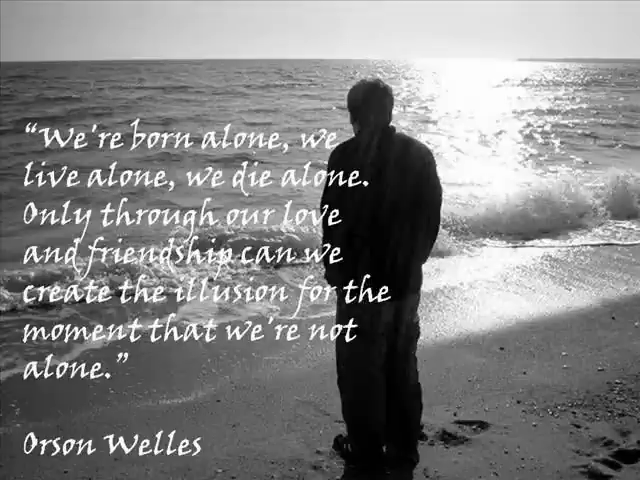 “We're born alone, we
live alone, we die alone.
Only through our love
and friendship can we
create the illusion for the
moment that we're not
alone.”
Orson Welles